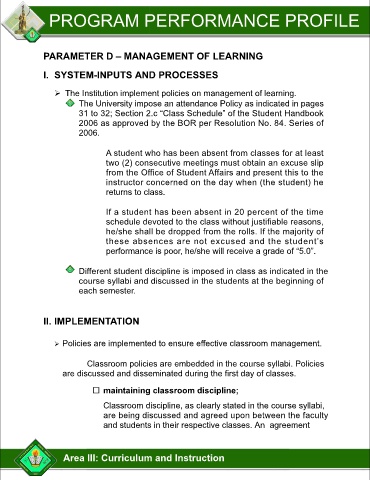 PROGRAM PERFORMANCE PROFILE
PARAMETER D – MANAGEMENT OF LEARNING
I. SYSTEM-INPUTS AND PROCESSES
➢ The Institution implement policies on management of learning.
The University impose an attendance Policy as indicated in pages
31 to 32; Section 2.c “Class Schedule” of the Student Handbook
2006 as approved by the BOR per Resolution No. 84. Series of
2006.
A student who has been absent from classes for at least
two (2) consecutive meetings must obtain an excuse slip
from the Office of Student Affairs and present this to the
instructor concerned on the day when (the student) he
returns to class.
If a student has been absent in 20 percent of the time
schedule devoted to the class without justifiable reasons,
he/she shall be dropped from the rolls. If the majority of
these absences are not excused and the student’s
performance is poor, he/she will receive a grade of “5.0”.
Different student discipline is imposed in class as indicated in the
course syllabi and discussed in the students at the beginning of
each semester.
II. IMPLEMENTATION
➢ Policies are implemented to ensure effective classroom management.
Classroom policies are embedded in the course syllabi. Policies
are discussed and disseminated during the first day of classes.
☐ maintaining classroom discipline;
Classroom discipline, as clearly stated in the course syllabi,
are being discussed and agreed upon between the faculty
and students in their respective classes. An agreement
Area III: Curriculum and Instruction